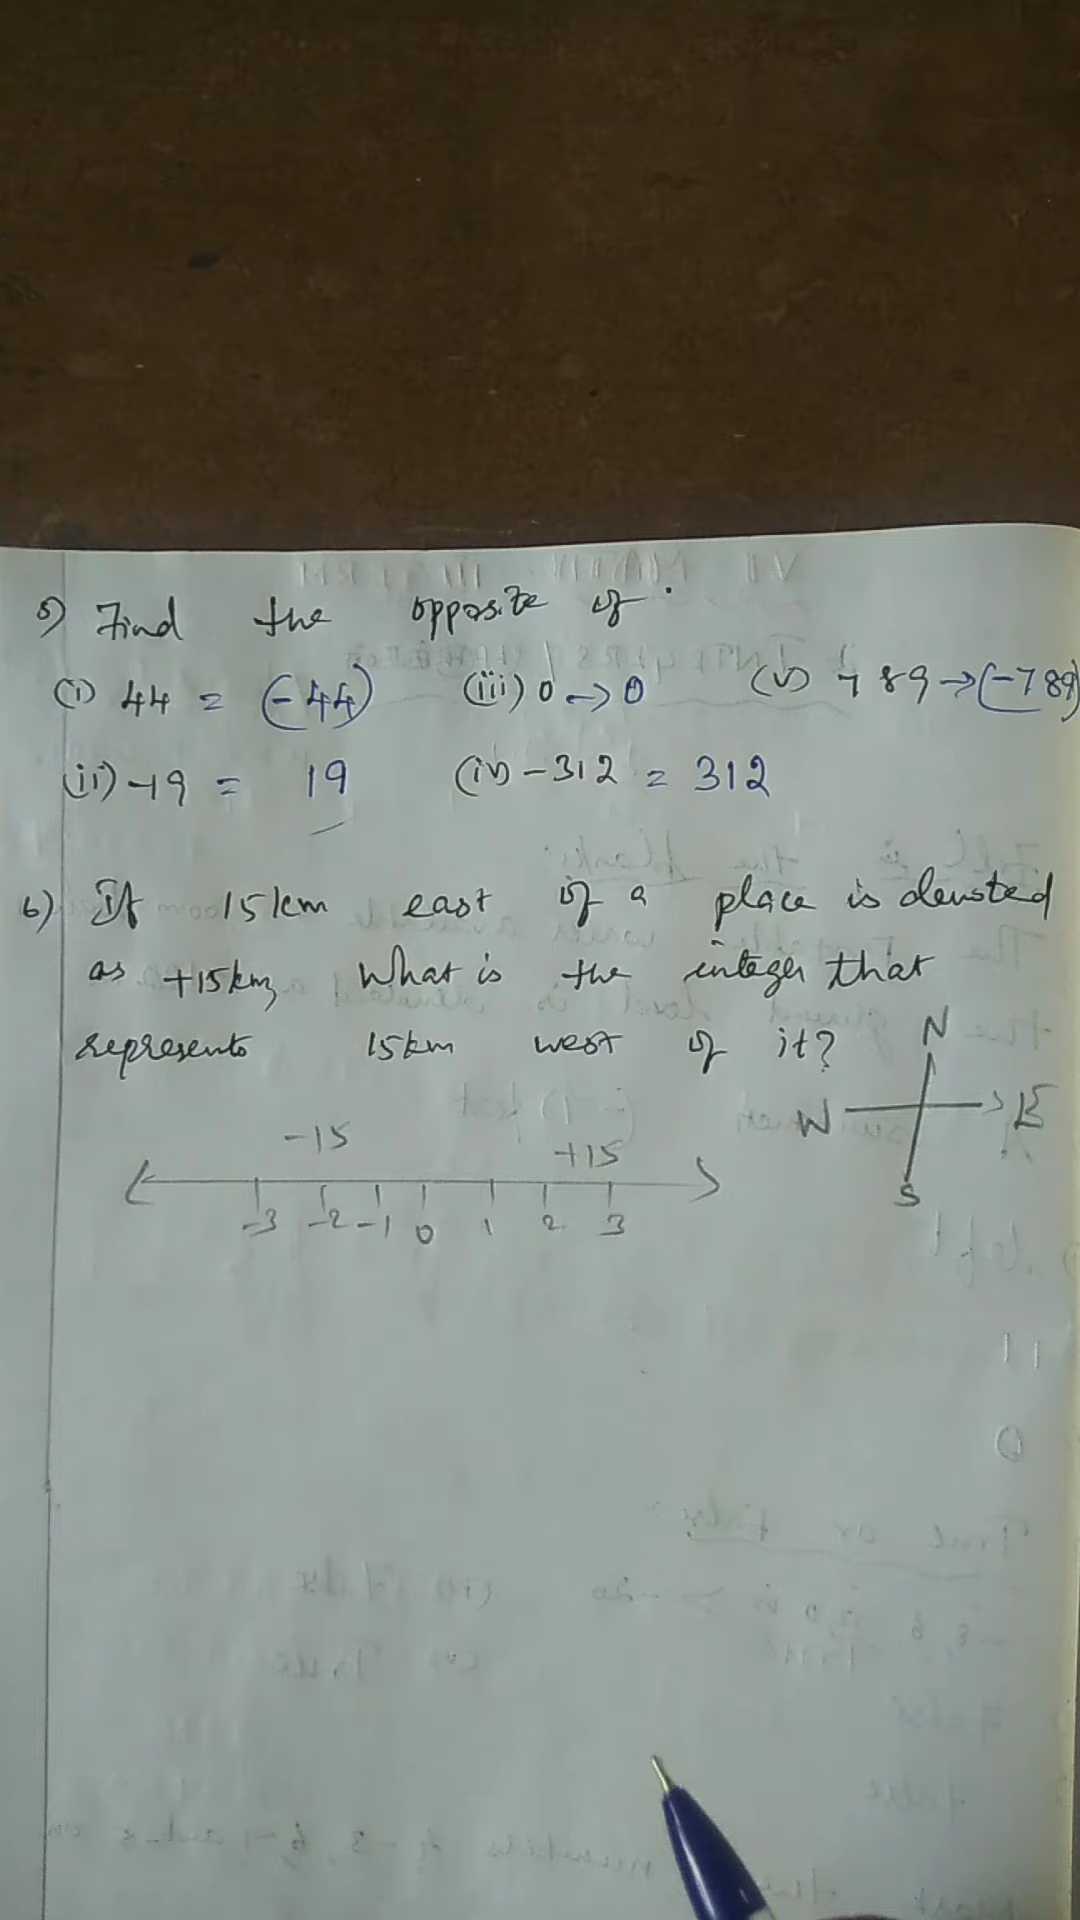 5) Find the opposite of.
(i) 44 = (-44) (iii) 0 → 0 (v) 789 → (-789)
(ii) -19 = 19 (iv) -312 = 312
6) If 15km east of a place is denoted
as +15km, What is the integer that
represents 15km west of it?
N
W E
S
-15 +15
-3 -2 -1 0 1 2 3